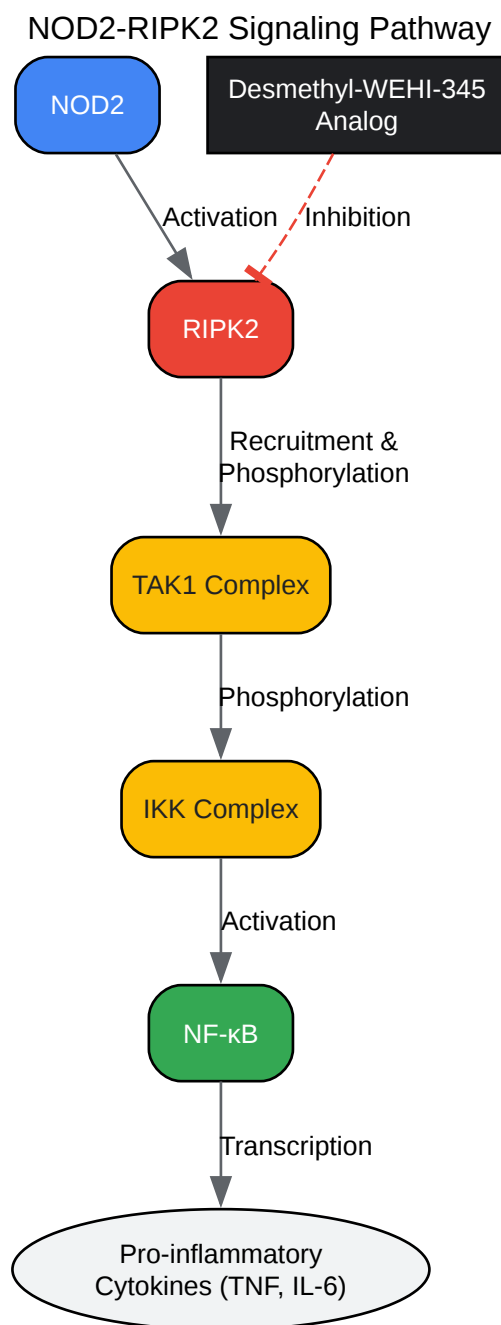 NOD2-RIPK2 Signaling Pathway
NOD2
Desmethyl-WEHI-345
Analog
Activation
Inhibition
RIPK2
Recruitment &
Phosphorylation
TAK1 Complex
Phosphorylation
IKK Complex
Activation
NF-κB
Transcription
Pro-inflammatory
Cytokines (TNF, IL-6)